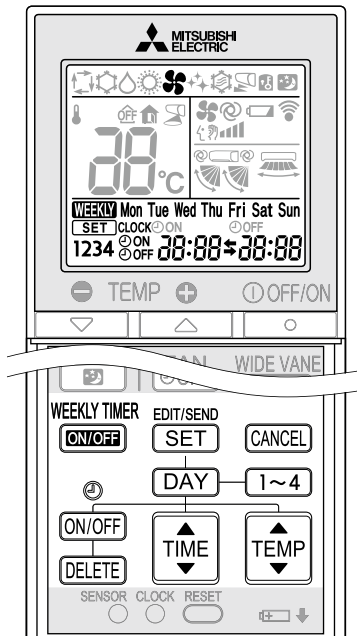 MITSUBISHI
ELECTRIC
OFF
88°C
WEEKLY Mon Tue Wed Thu Fri Sat Sun
SET CLOCK ON OFF
1234 ON OFF 88:88 88:88
TEMP OFF/ON
WIDE VANE
WEEKLY TIMER EDIT/SEND
ON/OFF SET CANCEL
DAY 1~4
ON/OFF TIME TEMP
DELETE
SENSOR CLOCK RESET